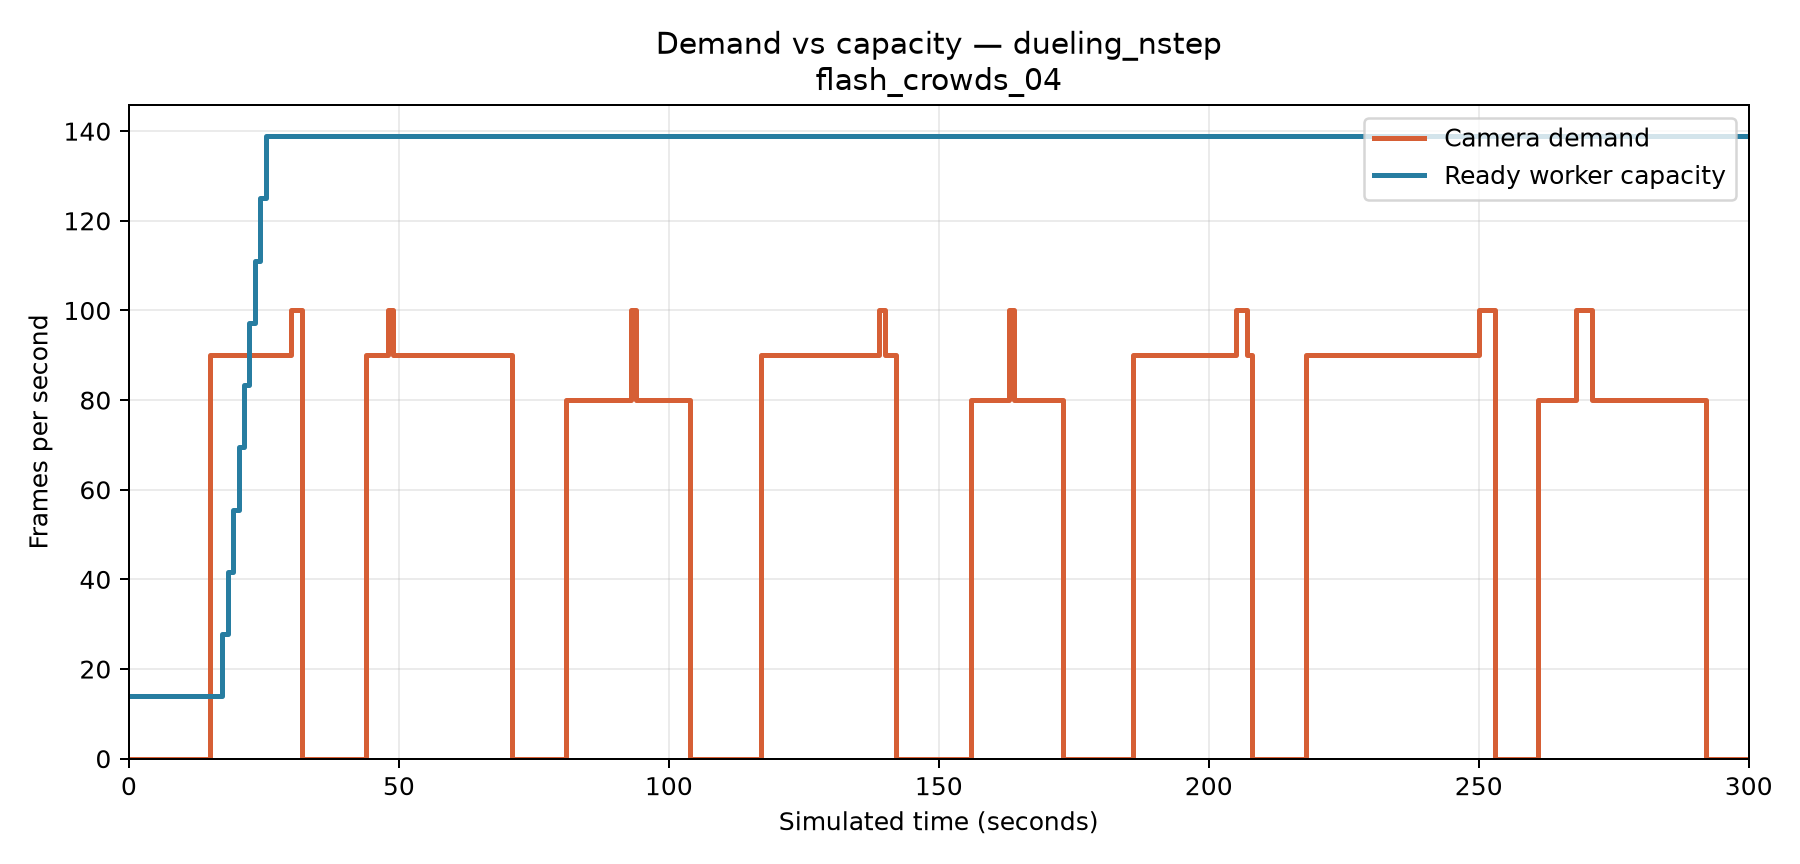 Demand vs capacity — dueling_nstep
flash_crowds_04
Camera demand
Ready worker capacity
Frames per second
140
120
100
80
60
40
20
0
0 50 100 150 200 250 300
Simulated time (seconds)